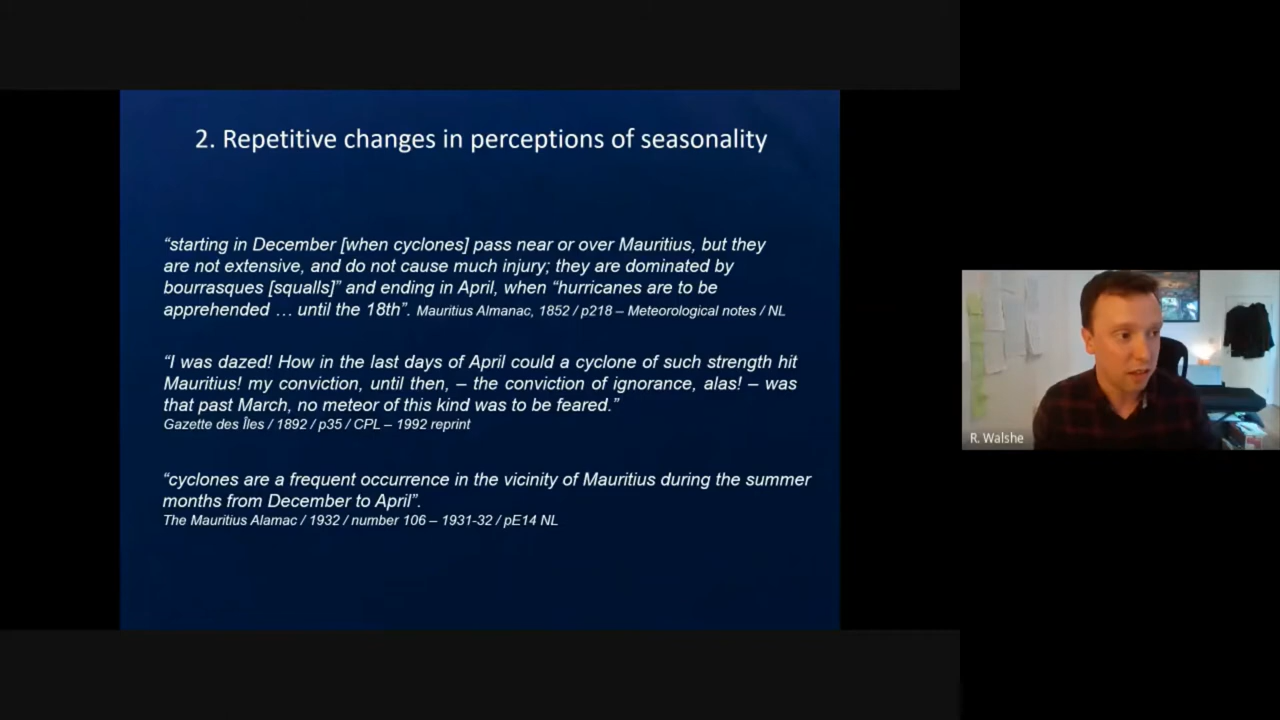 2. Repetitive changes in perceptions of seasonality
“starting in December [when cyclones] pass near or over Mauritius, but they
are not extensive, and do not cause much injury; they are dominated by
bourrasques [squalls]” and ending in April, when “hurricanes are to be
apprehended … until the 18th”. Mauritius Almanac, 1852 / p218 – Meteorological notes / NL
“I was dazed! How in the last days of April could a cyclone of such strength hit
Mauritius! my conviction, until then, – the conviction of ignorance, alas! – was
that past March, no meteor of this kind was to be feared.”
Gazette des Îles / 1892 / p35 / CPL – 1992 reprint
“cyclones are a frequent occurrence in the vicinity of Mauritius during the summer
months from December to April”.
The Mauritius Alamac / 1932 / number 106 – 1931-32 / pE14 NL
R. Walshe